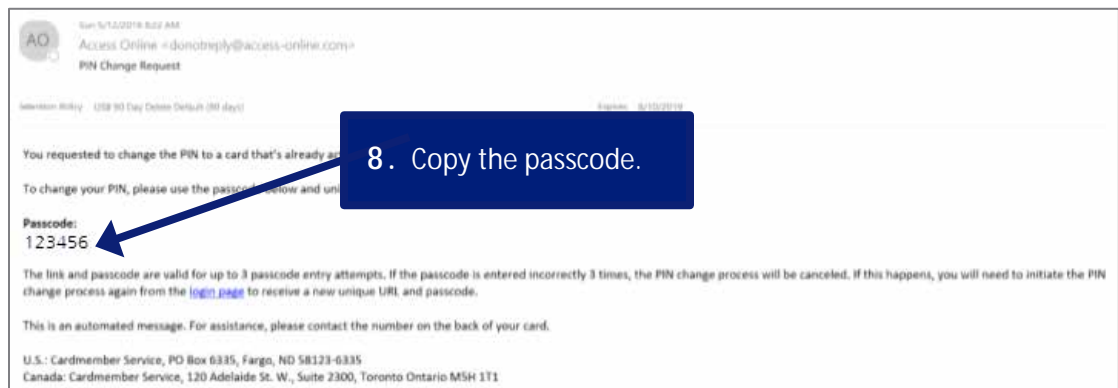 Sun 5/12/2019 8:22 AM
AO
Access Online <donotreply@access-online.com>
PIN Change Request
Retention Policy USB 90 Day Delete Default (90 days)
Expires 8/10/2019
8. Copy the passcode.
You requested to change the PIN to a card that's already
To change your PIN, please use the passcode below and
Passcode:
123456
The link and passcode are valid for up to 3 passcode entry attempts. If the passcode is entered incorrectly 3 times, the PIN change process will be canceled. If this happens, you will need to initiate the PIN
change process again from the login page to receive a new unique URL and passcode.
This is an automated message. For assistance, please contact the number on the back of your card.
U.S.: Cardmember Service, PO Box 6335, Fargo, ND 58123-6335
Canada: Cardmember Service, 120 Adelaide St. W., Suite 2300, Toronto Ontario M5H 1T1